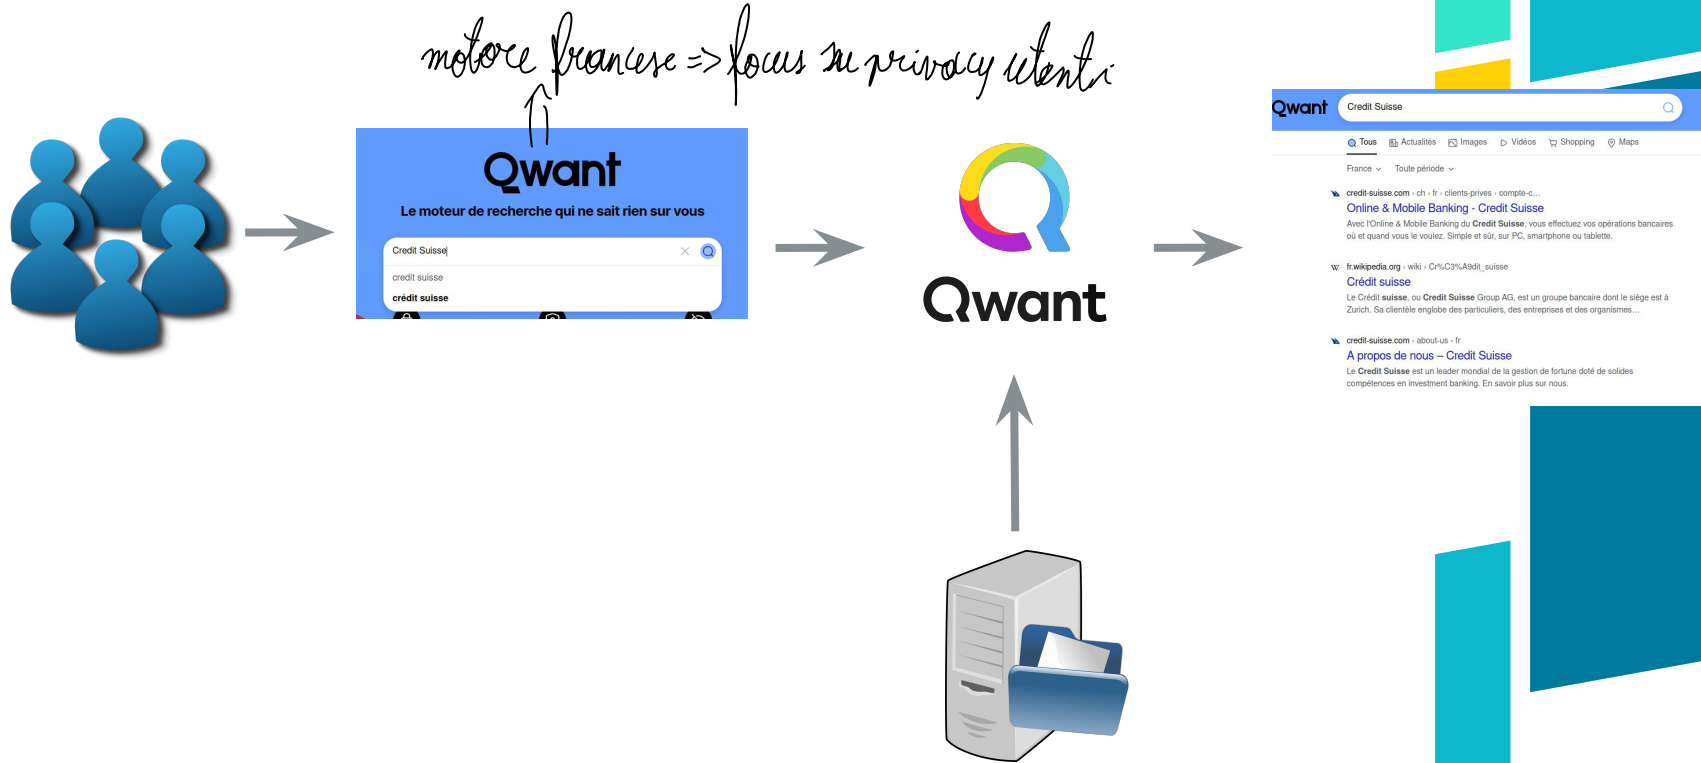 motore francese => focus su privacy utenti
Qwant
Le moteur de recherche qui ne sait rien sur vous
Credit Suisse
credit suisse
crédit suisse
Qwant
Qwant
Credit Suisse
Tous Actualités Images Vidéos Shopping Maps
France Toute période
credit-suisse.com › ch › fr › clients-prives › compte-c...
Online & Mobile Banking - Credit Suisse
Avec l'Online & Mobile Banking du Credit Suisse, vous effectuez vos opérations bancaires
où et quand vous le voulez. Simple et sûr, sur PC, smartphone ou tablette.
W fr.wikipedia.org › wiki › Cr%C3%A9dit_suisse
Crédit suisse
Le Crédit suisse, ou Credit Suisse Group AG, est un groupe bancaire dont le siège est à
Zurich. Sa clientèle englobe des particuliers, des entreprises et des organismes...
credit-suisse.com › about-us › fr
A propos de nous – Credit Suisse
Le Credit Suisse est un leader mondial de la gestion de fortune doté de solides
compétences en investment banking. En savoir plus sur nous.